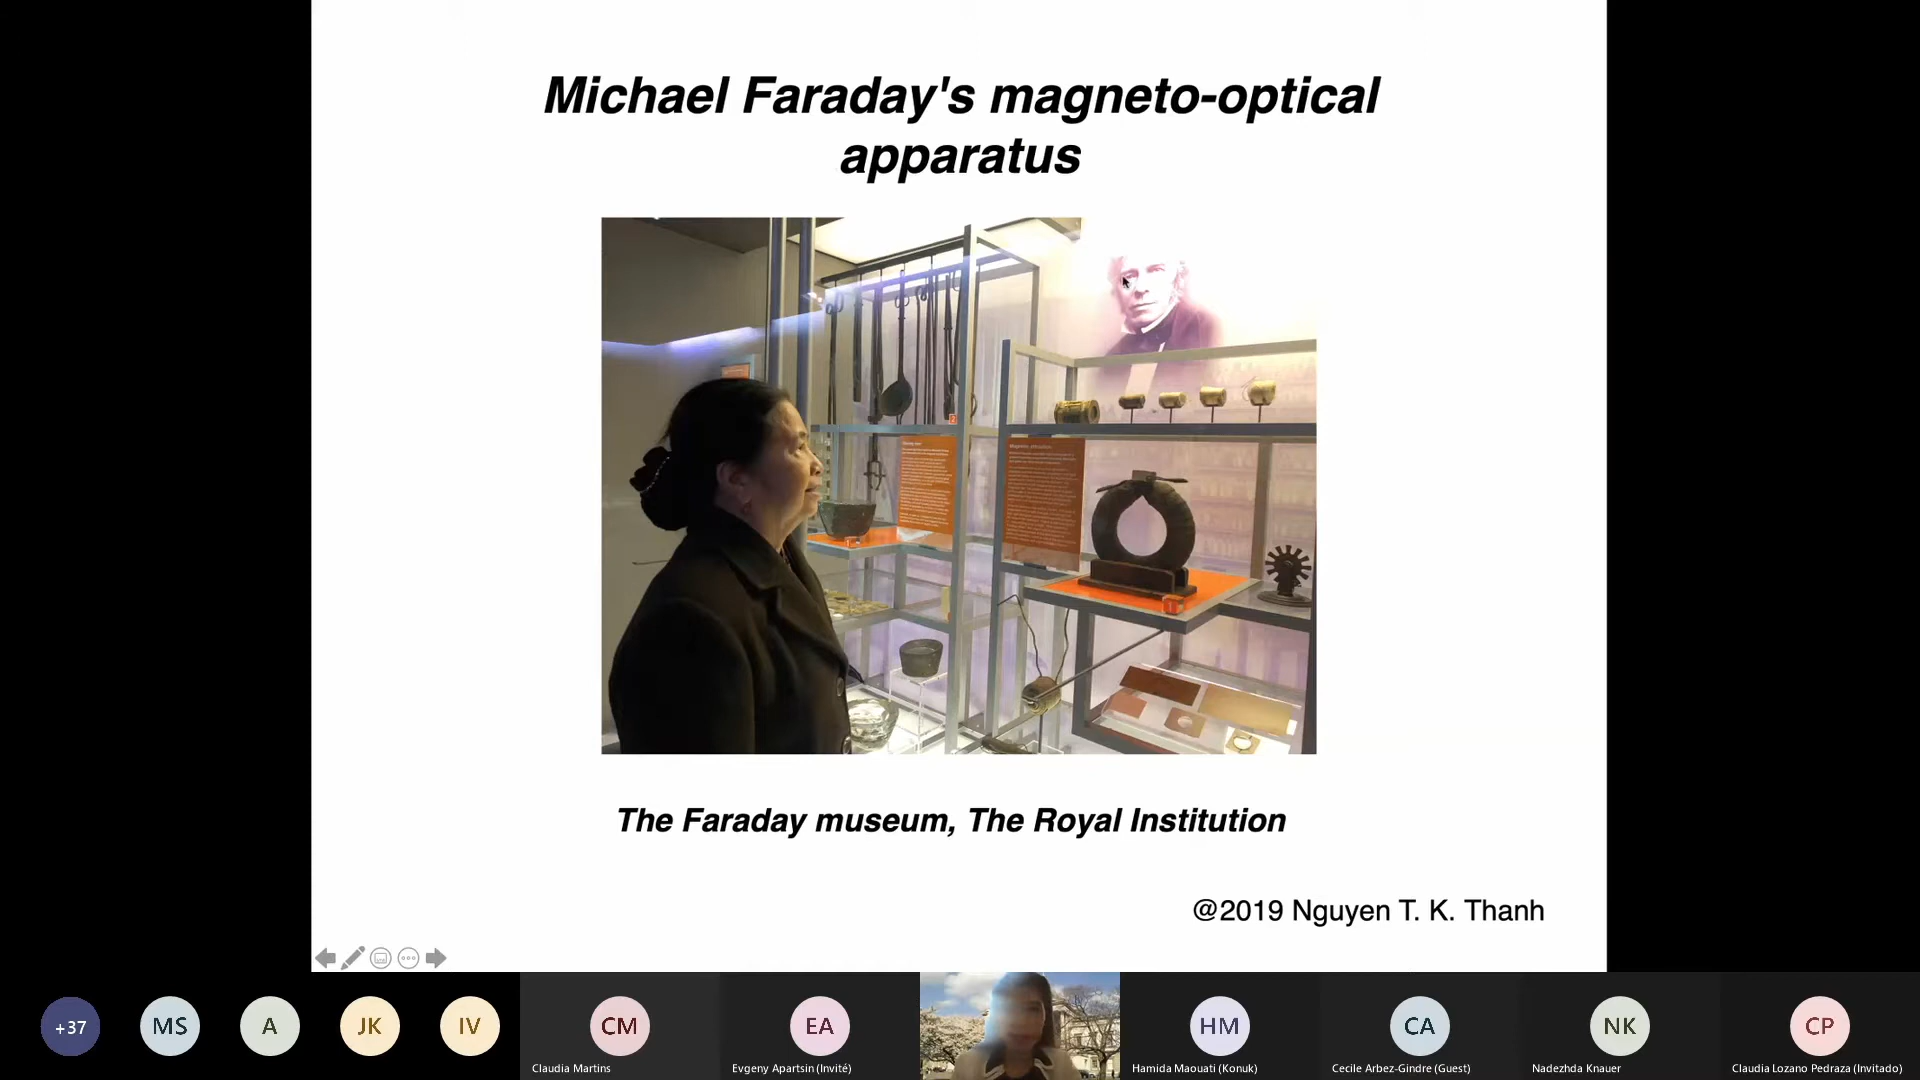 Michael Faraday's magneto-optical
apparatus
The Faraday museum, The Royal Institution
@2019 Nguyen T. K. Thanh
+37
MS
A
JK
IV
CM
EA
HM
CA
NK
CP
Claudia Martins
Evgeny Apartsin (Invité)
Hamida Maouati (Konuk)
Cecile Arbez-Gindre (Guest)
Nadezhda Knauer
Claudia Lozano Pedraza (Invitado)